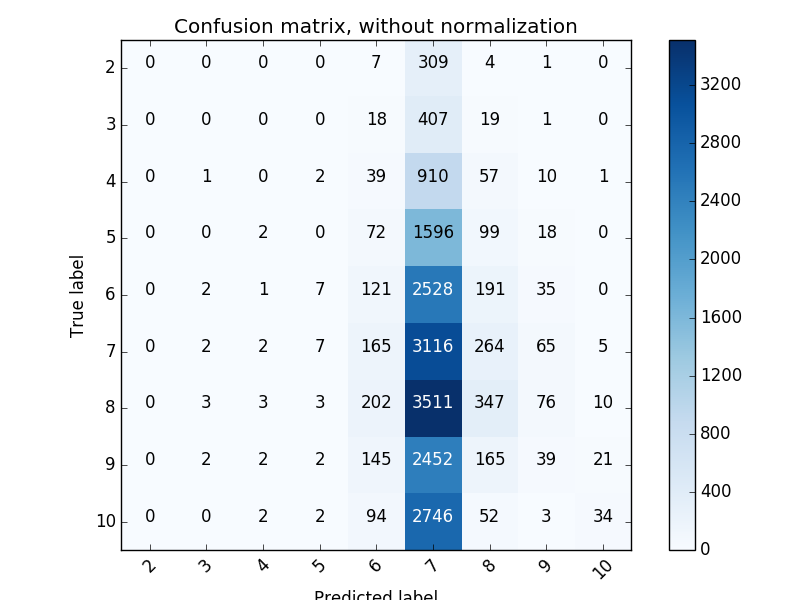 Confusion matrix, without normalization
2 0 0 0 0 7 309 4 1 0
3 0 0 0 0 18 407 19 1 0
4 0 1 0 2 39 910 57 10 1
5 0 0 2 0 72 1596 99 18 0
6 0 2 1 7 121 2528 191 35 0
7 0 2 2 7 165 3116 264 65 5
8 0 3 3 3 202 3511 347 76 10
9 0 2 2 2 145 2452 165 39 21
10 0 0 2 2 94 2746 52 3 34
True label
2 3 4 5 6 7 8 9 10
Predicted label
3200
2800
2400
2000
1600
1200
800
400
0